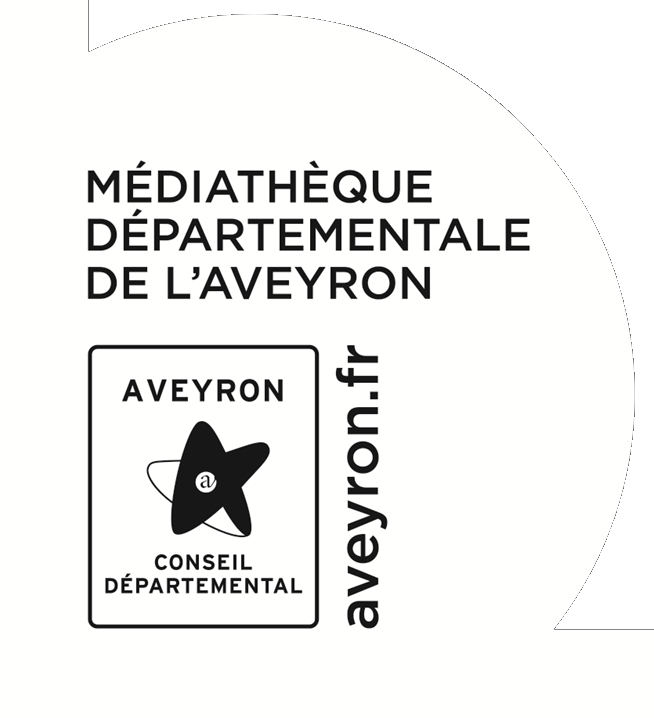 MÉDIATHÈQUE
DÉPARTEMENTALE
DE L’AVEYRON
AVEYRON
a
CONSEIL
DÉPARTEMENTAL
aveyron.fr